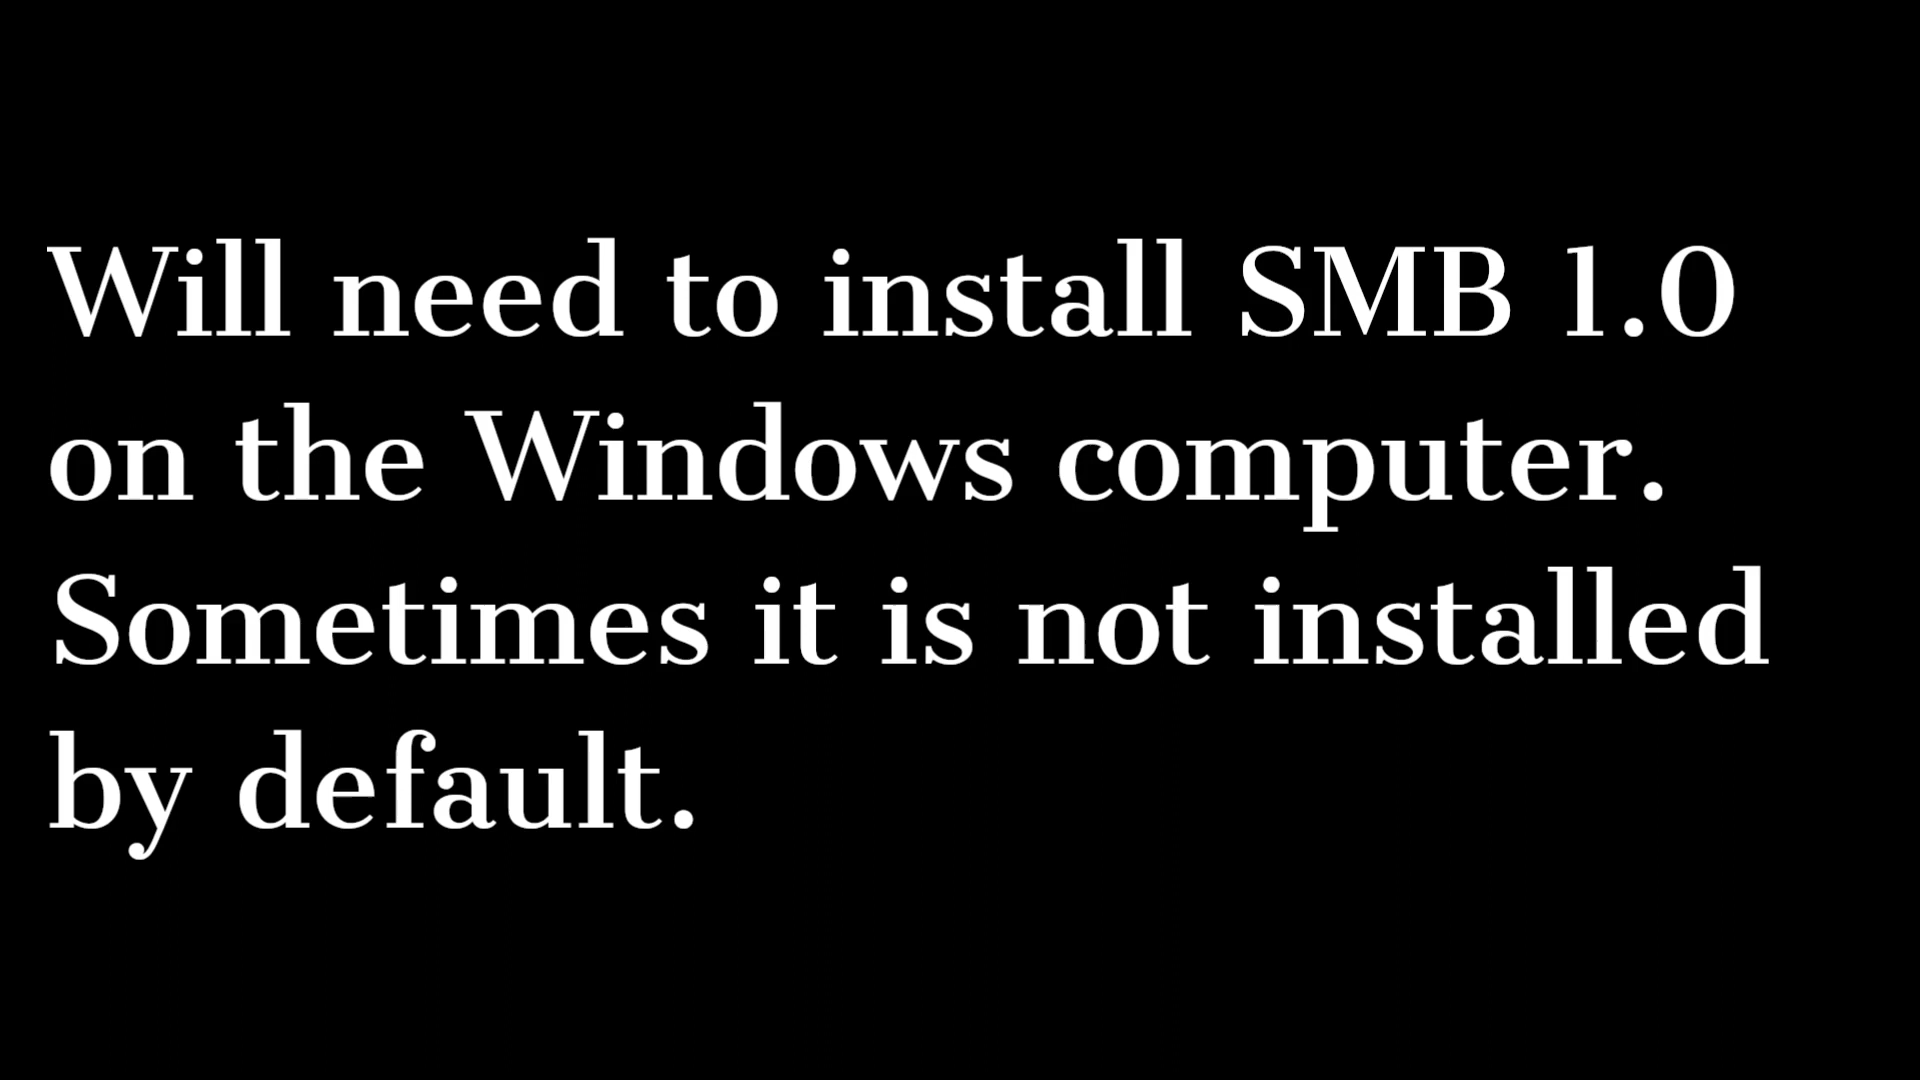 Will need to install SMB 1.0
on the Windows computer.
Sometimes it is not installed
by default.